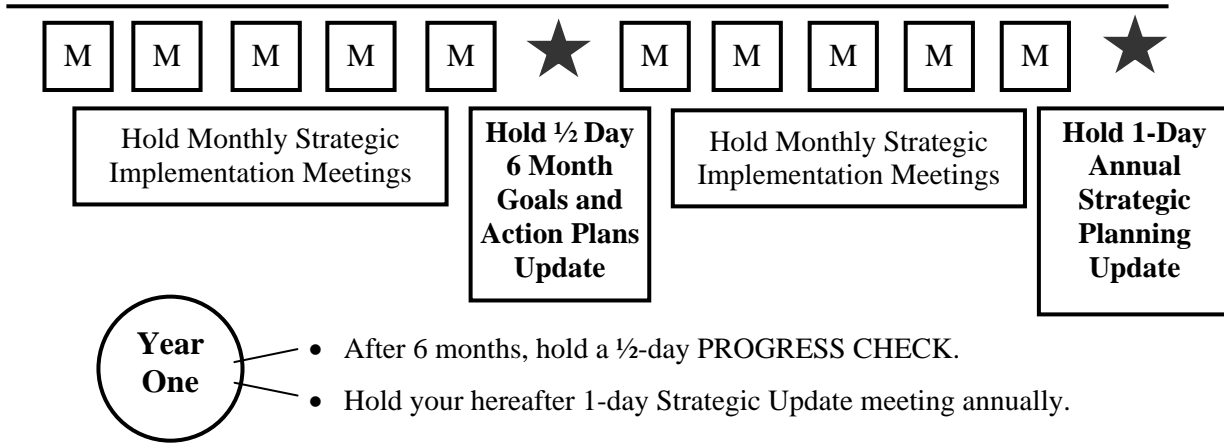 M M M M M M M M M M
Hold Monthly Strategic
Implementation Meetings
Hold ½ Day
6 Month
Goals and
Action Plans
Update
Hold Monthly Strategic
Implementation Meetings
Hold 1-Day
Annual
Strategic
Planning
Update
Year
One
• After 6 months, hold a ½-day PROGRESS CHECK.
• Hold your hereafter 1-day Strategic Update meeting annually.